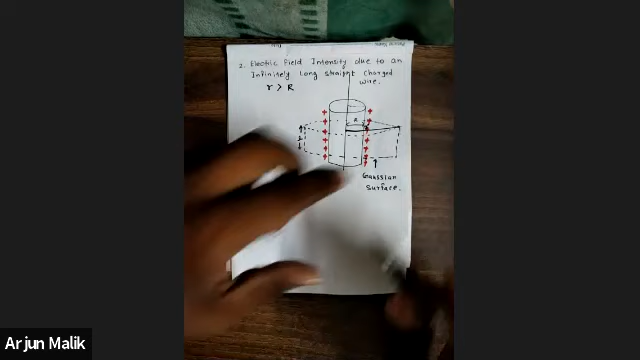 2. Electric Field Intensity due to an
Infinitely Long straight charged
wire.
r > R
R
Gaussian
surface.
Arjun Malik